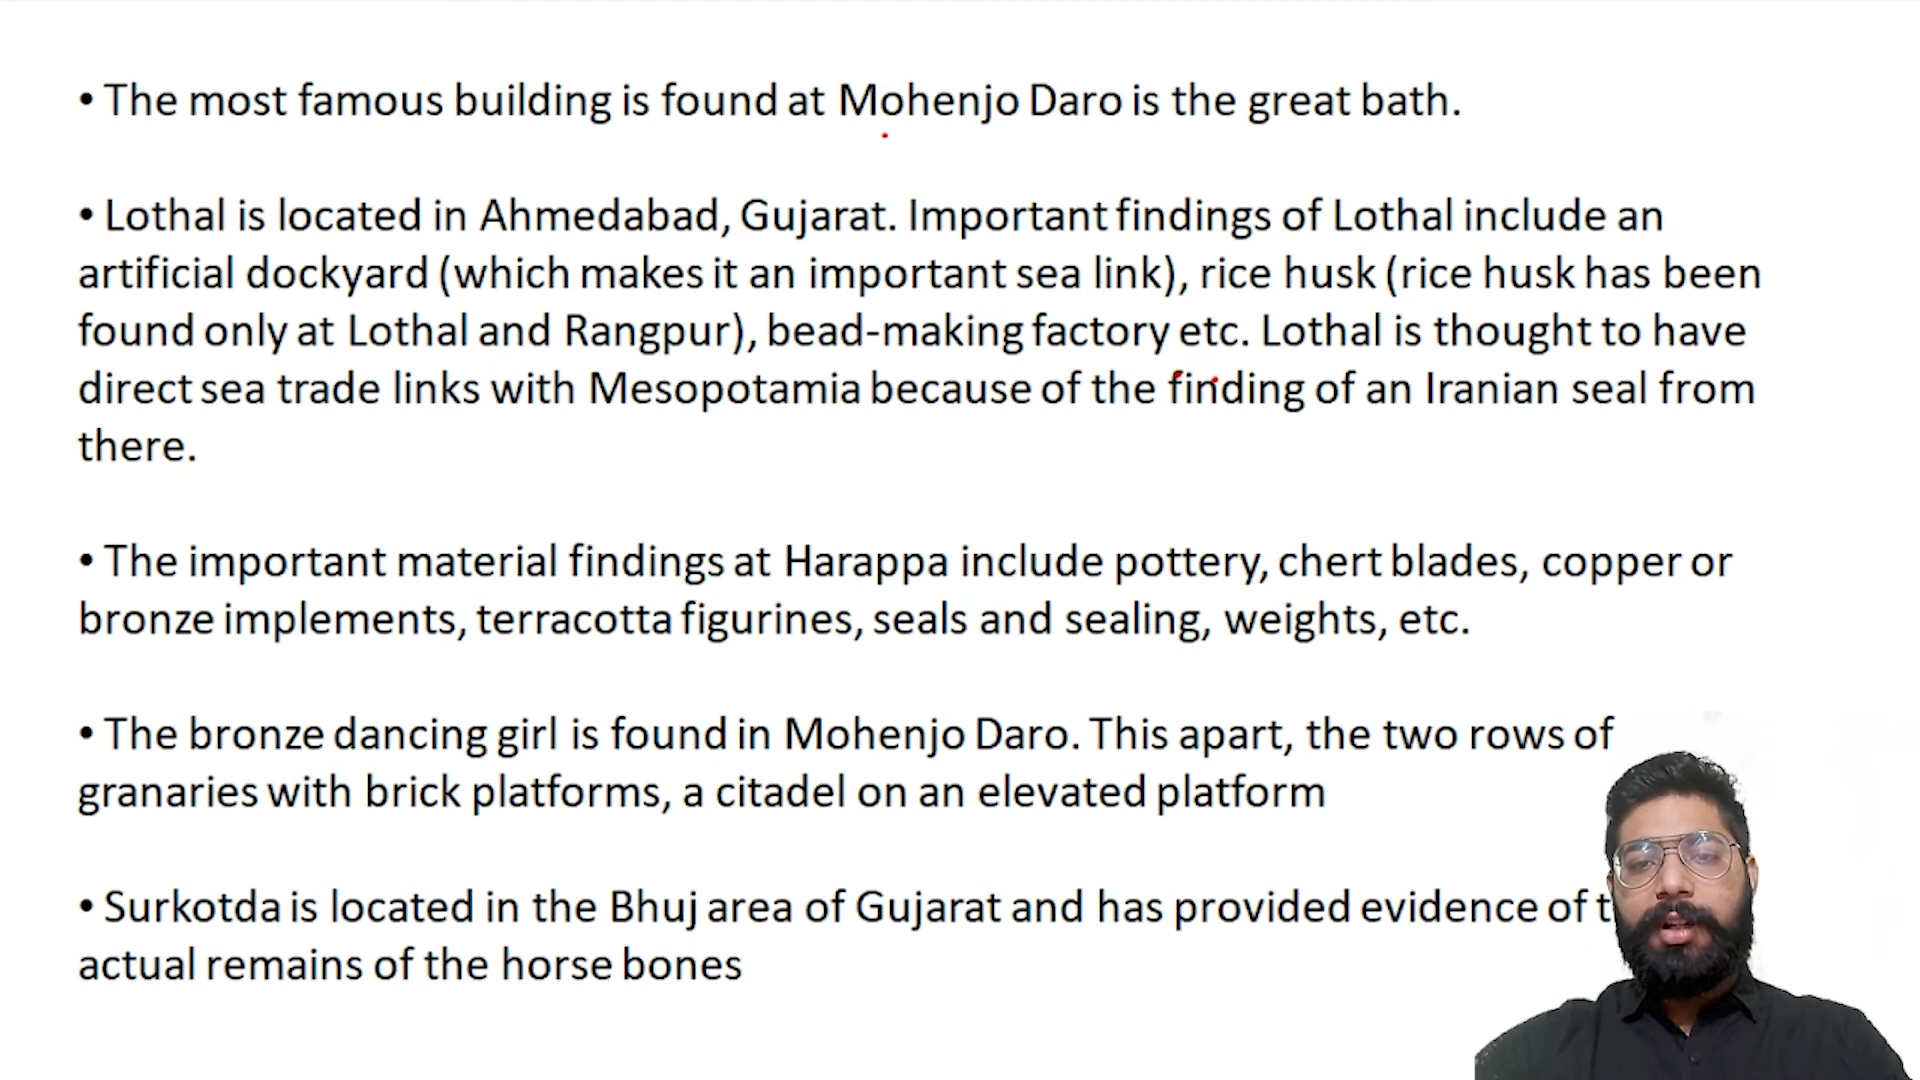 • The most famous building is found at Mohenjo Daro is the great bath.
• Lothal is located in Ahmedabad, Gujarat. Important findings of Lothal include an
artificial dockyard (which makes it an important sea link), rice husk (rice husk has been
found only at Lothal and Rangpur), bead-making factory etc. Lothal is thought to have
direct sea trade links with Mesopotamia because of the finding of an Iranian seal from
there.
• The important material findings at Harappa include pottery, chert blades, copper or
bronze implements, terracotta figurines, seals and sealing, weights, etc.
• The bronze dancing girl is found in Mohenjo Daro. This apart, the two rows of
granaries with brick platforms, a citadel on an elevated platform
• Surkotda is located in the Bhuj area of Gujarat and has provided evidence of
actual remains of the horse bones